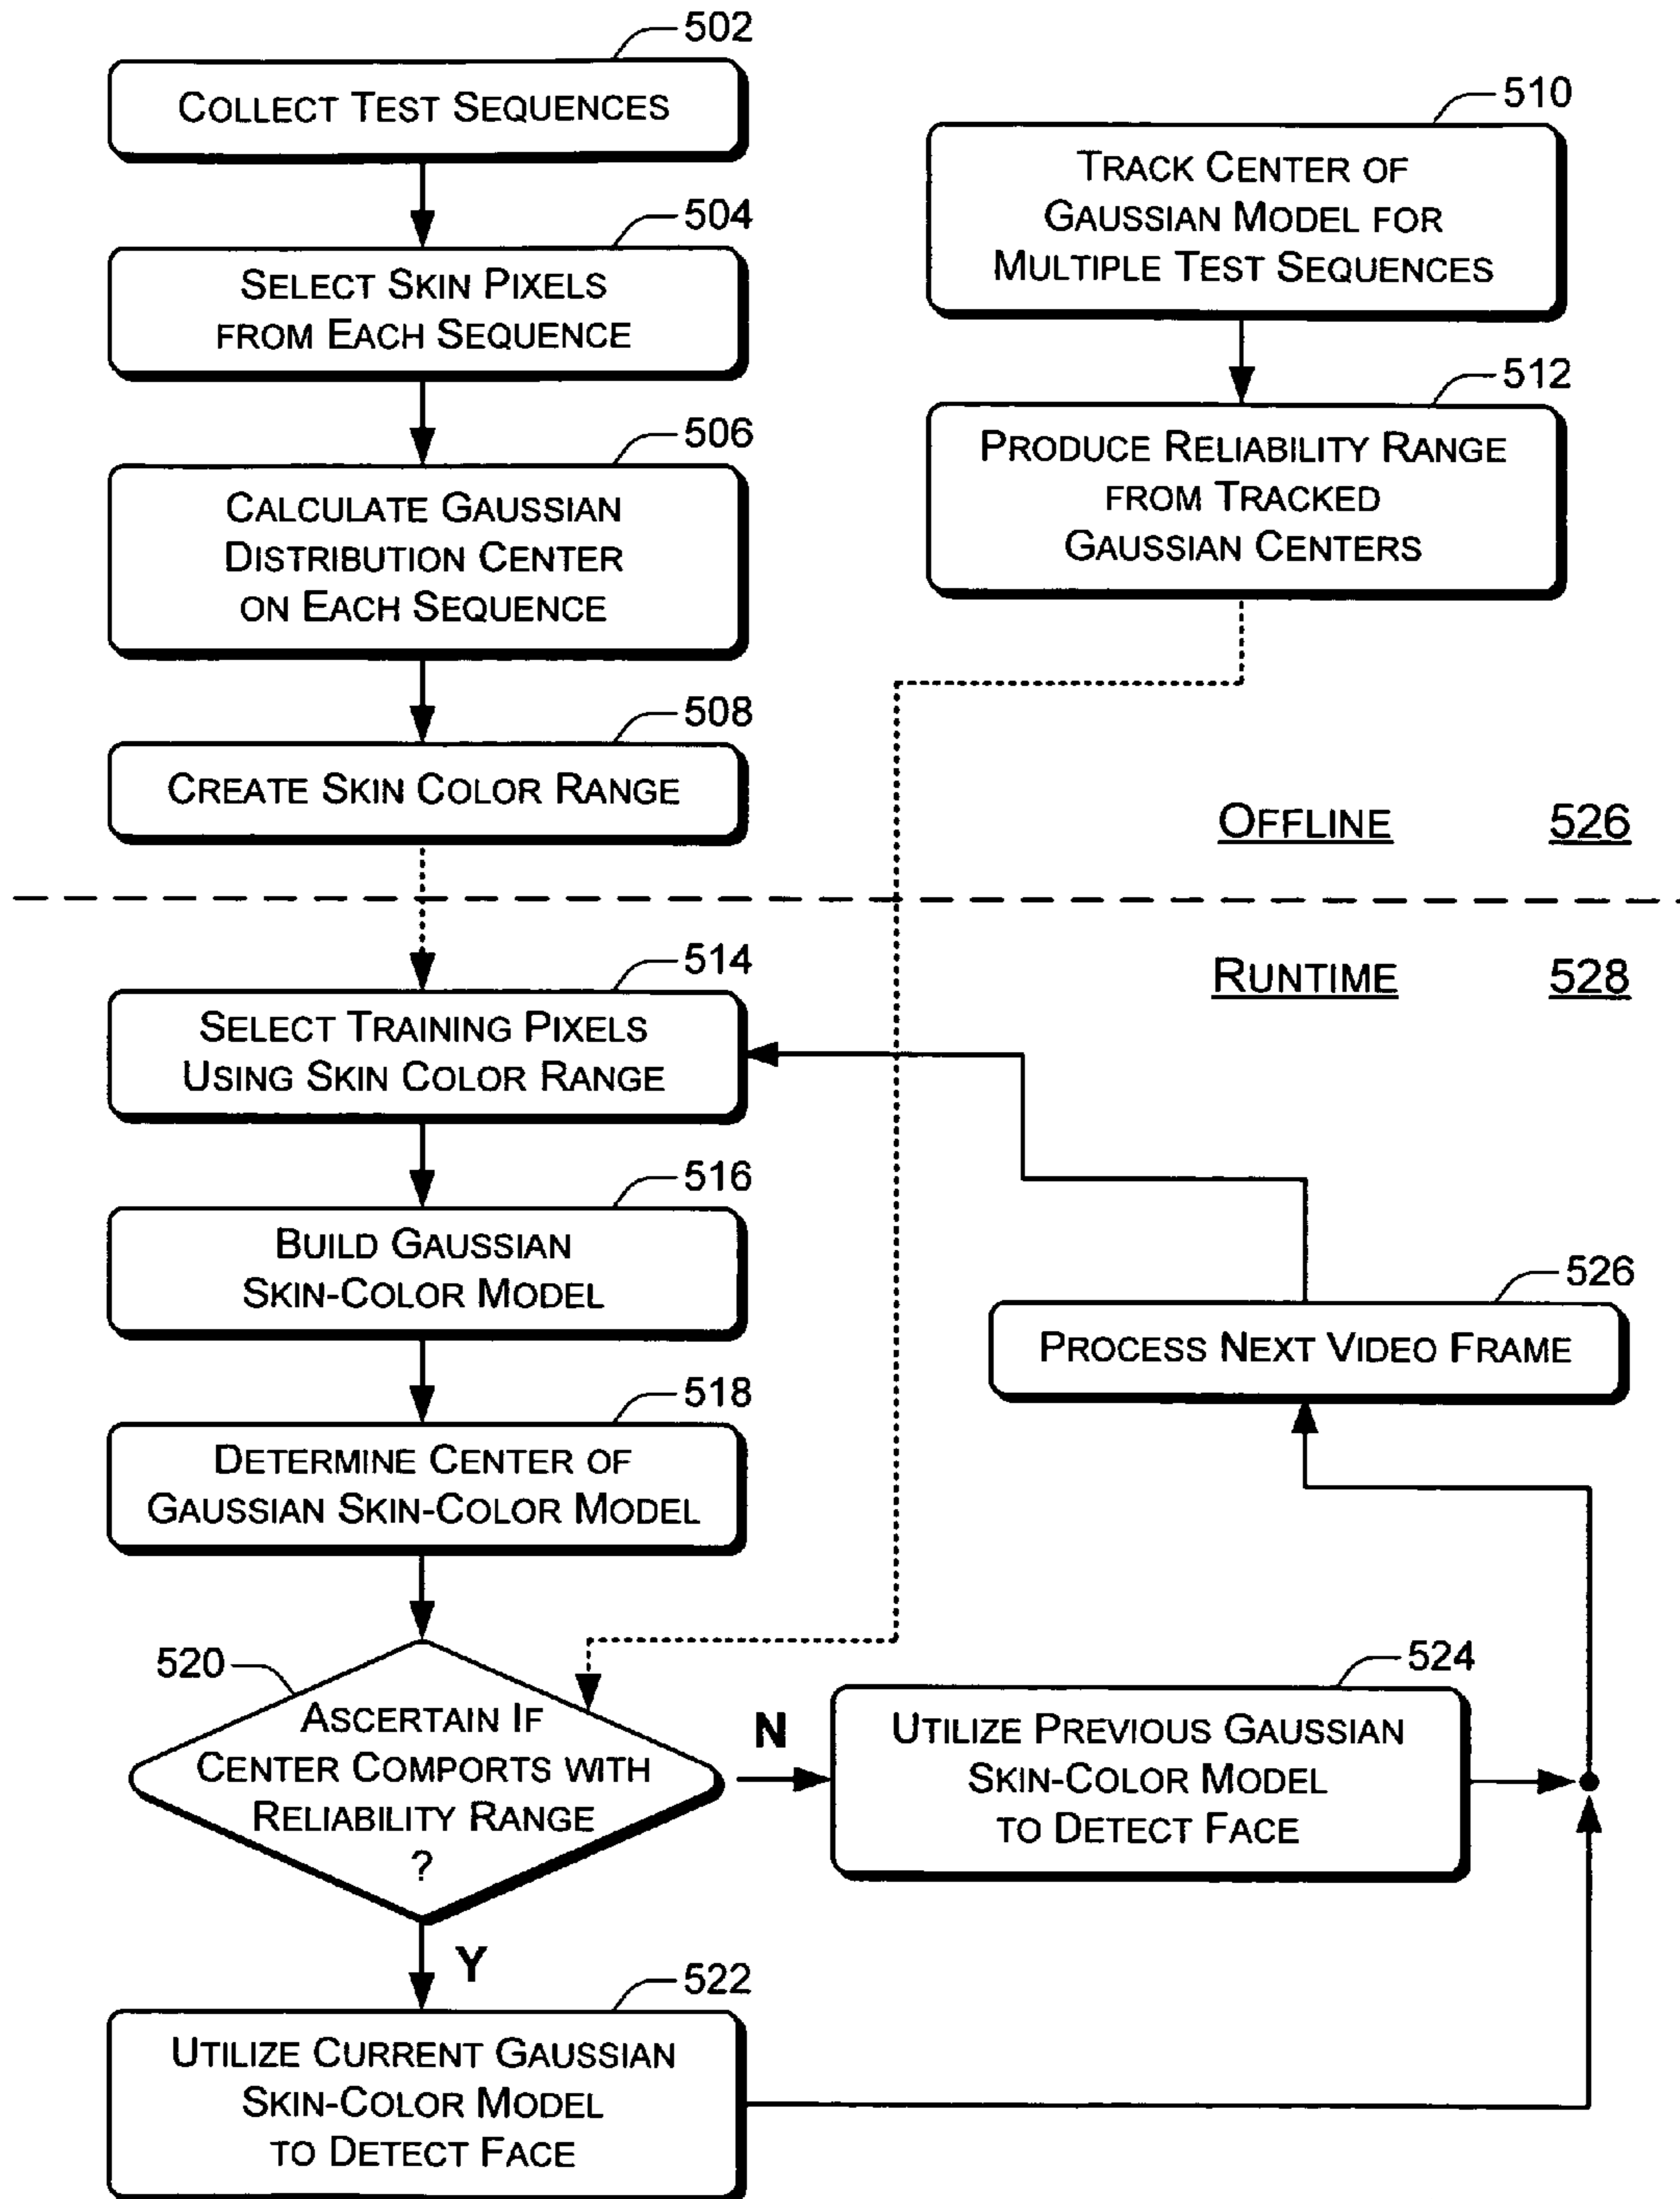 502
COLLECT TEST SEQUENCES
504
SELECT SKIN PIXELS
FROM EACH SEQUENCE
506
CALCULATE GAUSSIAN
DISTRIBUTION CENTER
ON EACH SEQUENCE
508
CREATE SKIN COLOR RANGE
510
TRACK CENTER OF
GAUSSIAN MODEL FOR
MULTIPLE TEST SEQUENCES
512
PRODUCE RELIABILITY RANGE
FROM TRACKED
GAUSSIAN CENTERS
OFFLINE 526
RUNTIME 528
514
SELECT TRAINING PIXELS
USING SKIN COLOR RANGE
516
BUILD GAUSSIAN
SKIN-COLOR MODEL
518
DETERMINE CENTER OF
GAUSSIAN SKIN-COLOR MODEL
520
ASCERTAIN IF
CENTER COMPORTS WITH
RELIABILITY RANGE
?
N
Y
522
UTILIZE CURRENT GAUSSIAN
SKIN-COLOR MODEL
TO DETECT FACE
524
UTILIZE PREVIOUS GAUSSIAN
SKIN-COLOR MODEL
TO DETECT FACE
526
PROCESS NEXT VIDEO FRAME